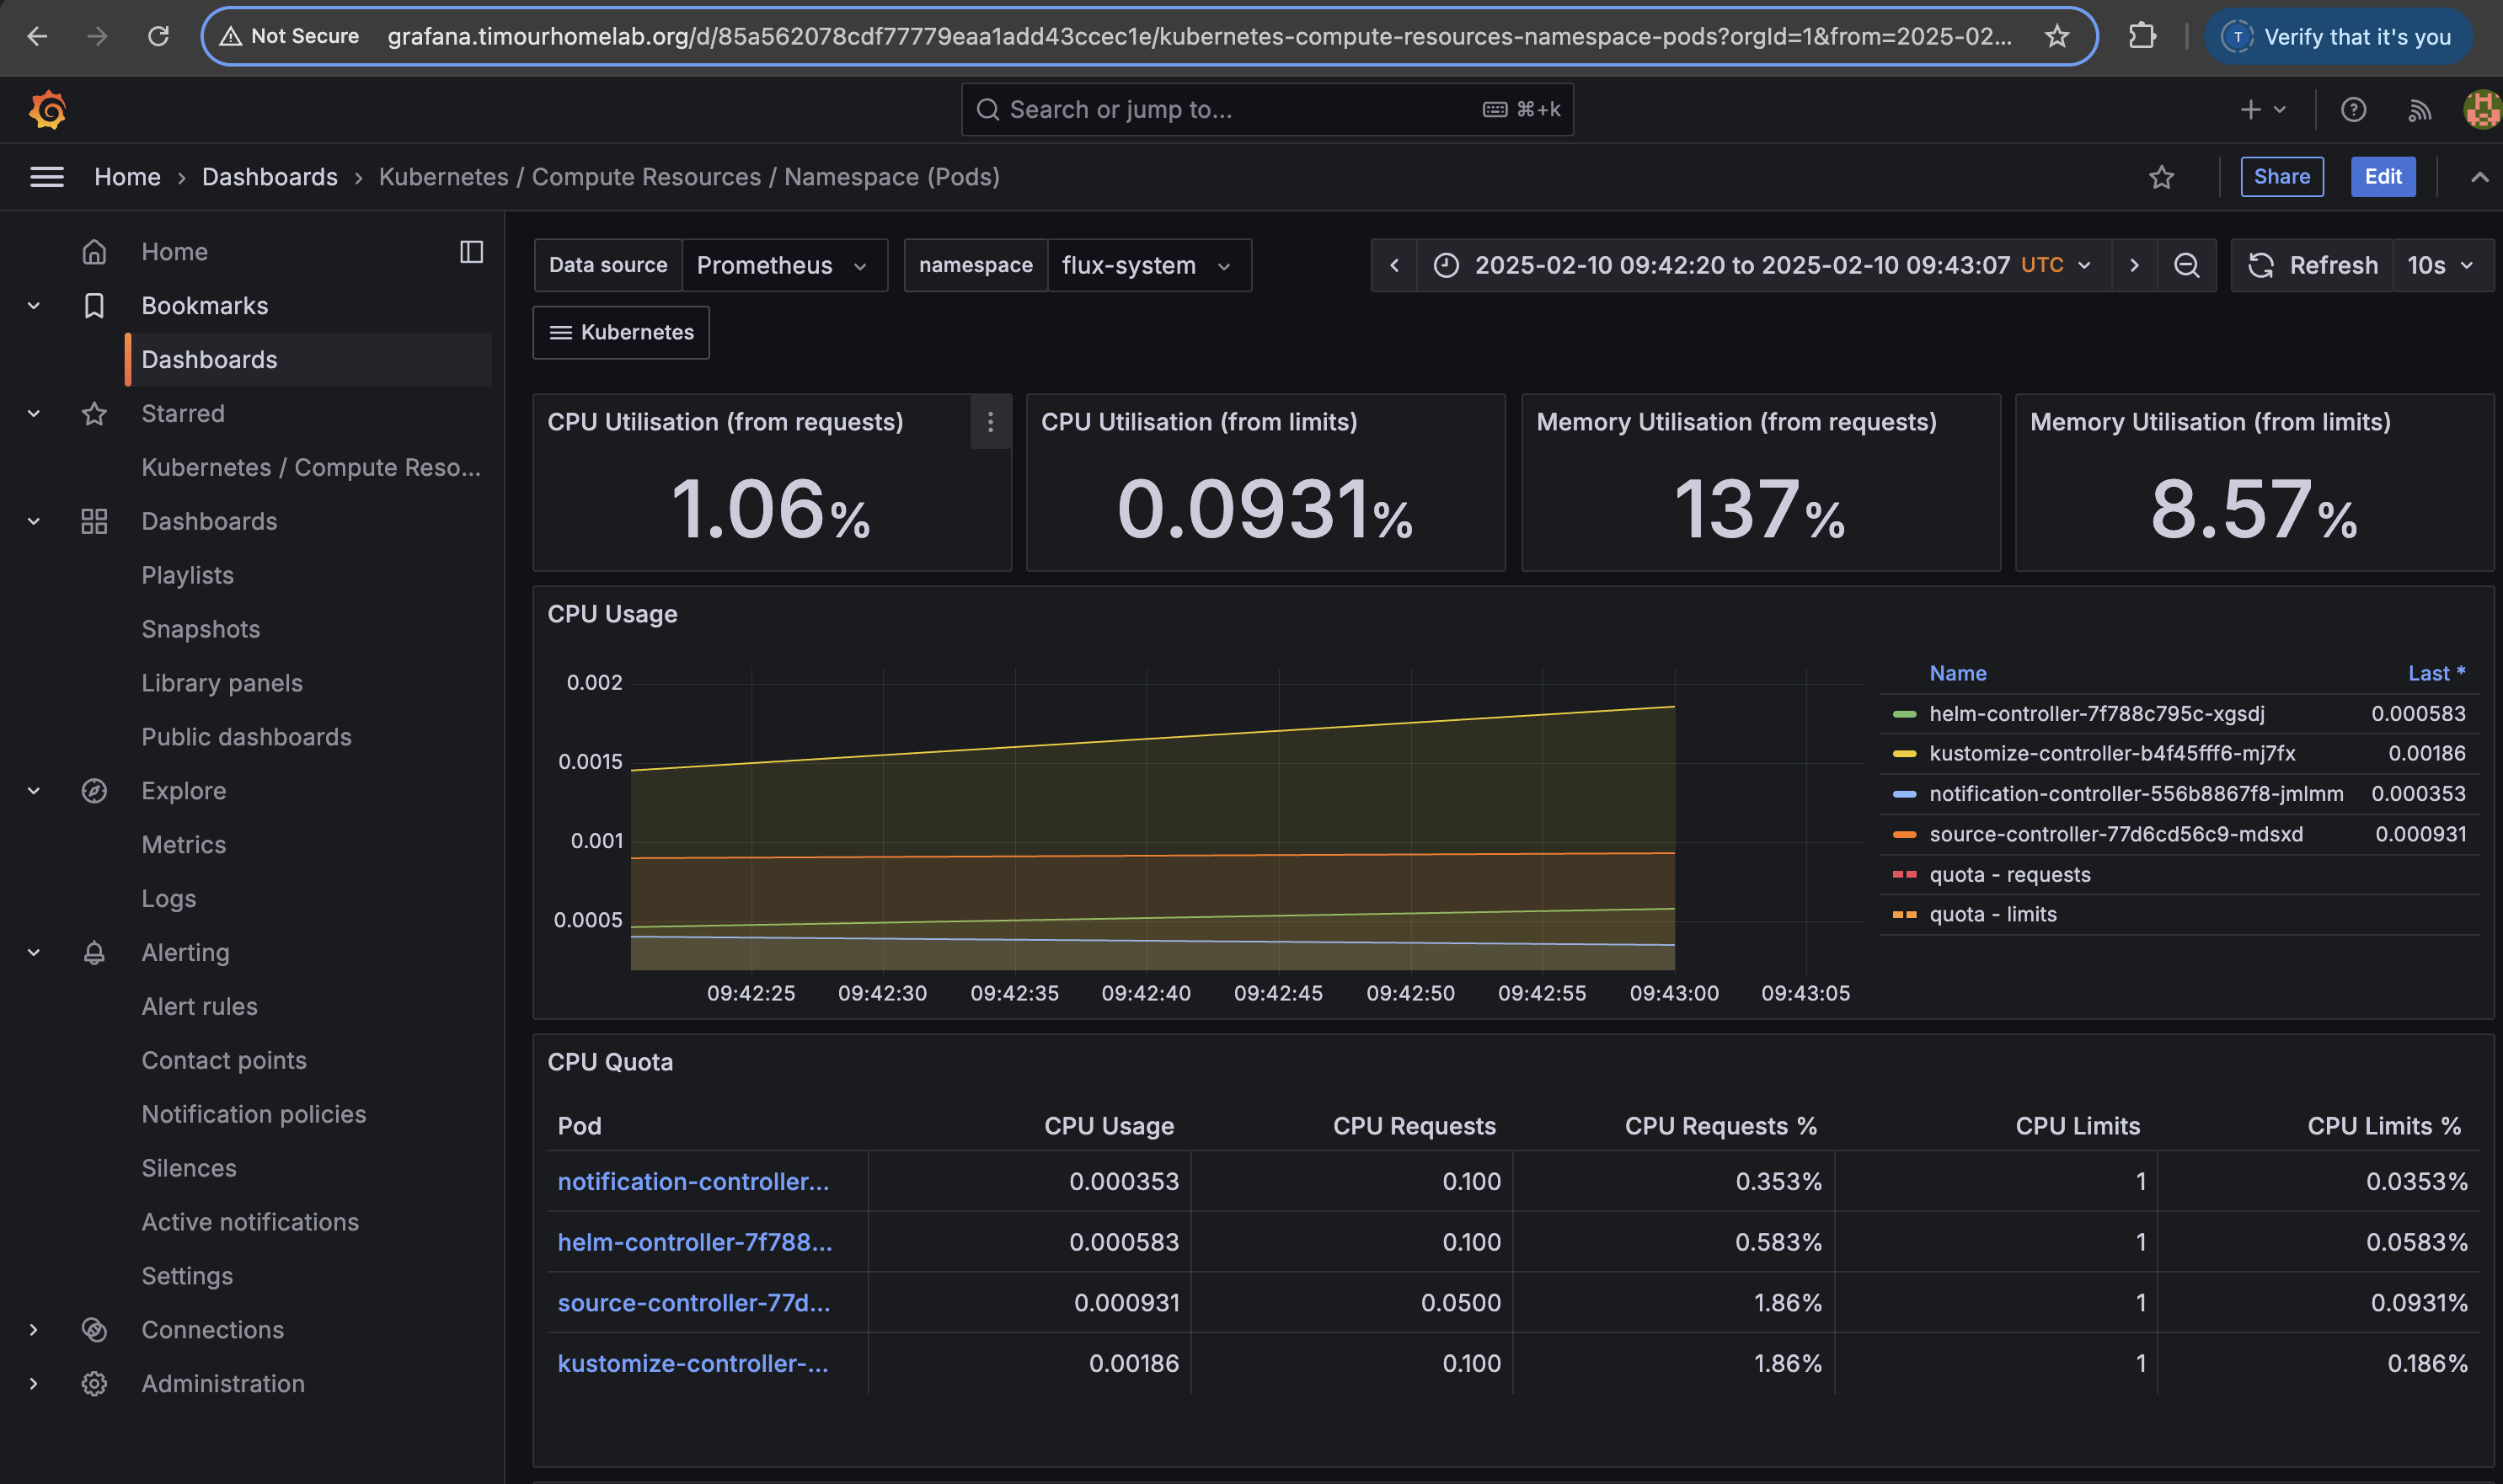 Not Secure grafana.timourhomelab.org/d/85a562078cdf77779eaa1add43ccec1e/kubernetes-compute-resources-namespace-pods?orgId=1&from=2025-02... T Verify that it's you
Search or jump to... ⌘+k
Home › Dashboards › Kubernetes / Compute Resources / Namespace (Pods) Share Edit
Home
Bookmarks
Dashboards
Starred
Kubernetes / Compute Reso...
Dashboards
Playlists
Snapshots
Library panels
Public dashboards
Explore
Metrics
Logs
Alerting
Alert rules
Contact points
Notification policies
Silences
Active notifications
Settings
Connections
Administration
Data source Prometheus namespace flux-system 2025-02-10 09:42:20 to 2025-02-10 09:43:07 UTC Refresh 10s
Kubernetes
CPU Utilisation (from requests)
1.06%
CPU Utilisation (from limits)
0.0931%
Memory Utilisation (from requests)
137%
Memory Utilisation (from limits)
8.57%
CPU Usage
0.002
0.0015
0.001
0.0005
09:42:25 09:42:30 09:42:35 09:42:40 09:42:45 09:42:50 09:42:55 09:43:00 09:43:05
Name Last *
helm-controller-7f788c795c-xgsdj 0.000583
kustomize-controller-b4f45fff6-mj7fx 0.00186
notification-controller-556b8867f8-jmlmm 0.000353
source-controller-77d6cd56c9-mdsxd 0.000931
quota - requests
quota - limits
CPU Quota
Pod CPU Usage CPU Requests CPU Requests % CPU Limits CPU Limits %
notification-controller... 0.000353 0.100 0.353% 1 0.0353%
helm-controller-7f788... 0.000583 0.100 0.583% 1 0.0583%
source-controller-77d... 0.000931 0.0500 1.86% 1 0.0931%
kustomize-controller-... 0.00186 0.100 1.86% 1 0.186%